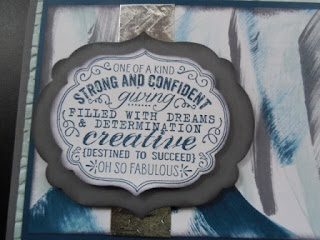 ONE OF A KIND
STRONG AND CONFIDENT
giving
FILLED WITH DREAMS
& DETERMINATION
creative
{DESTINED TO SUCCEED}
OH SO FABULOUS